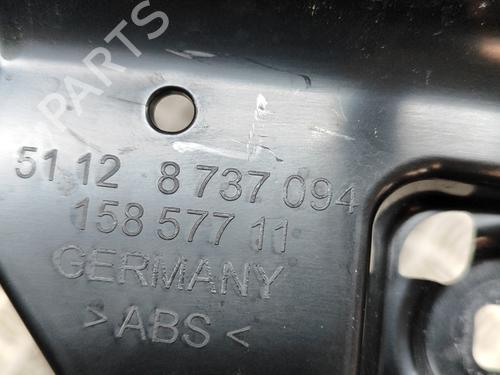 PARTS
51 12 8 737 094
158 577 11
GERMANY
> ABS <